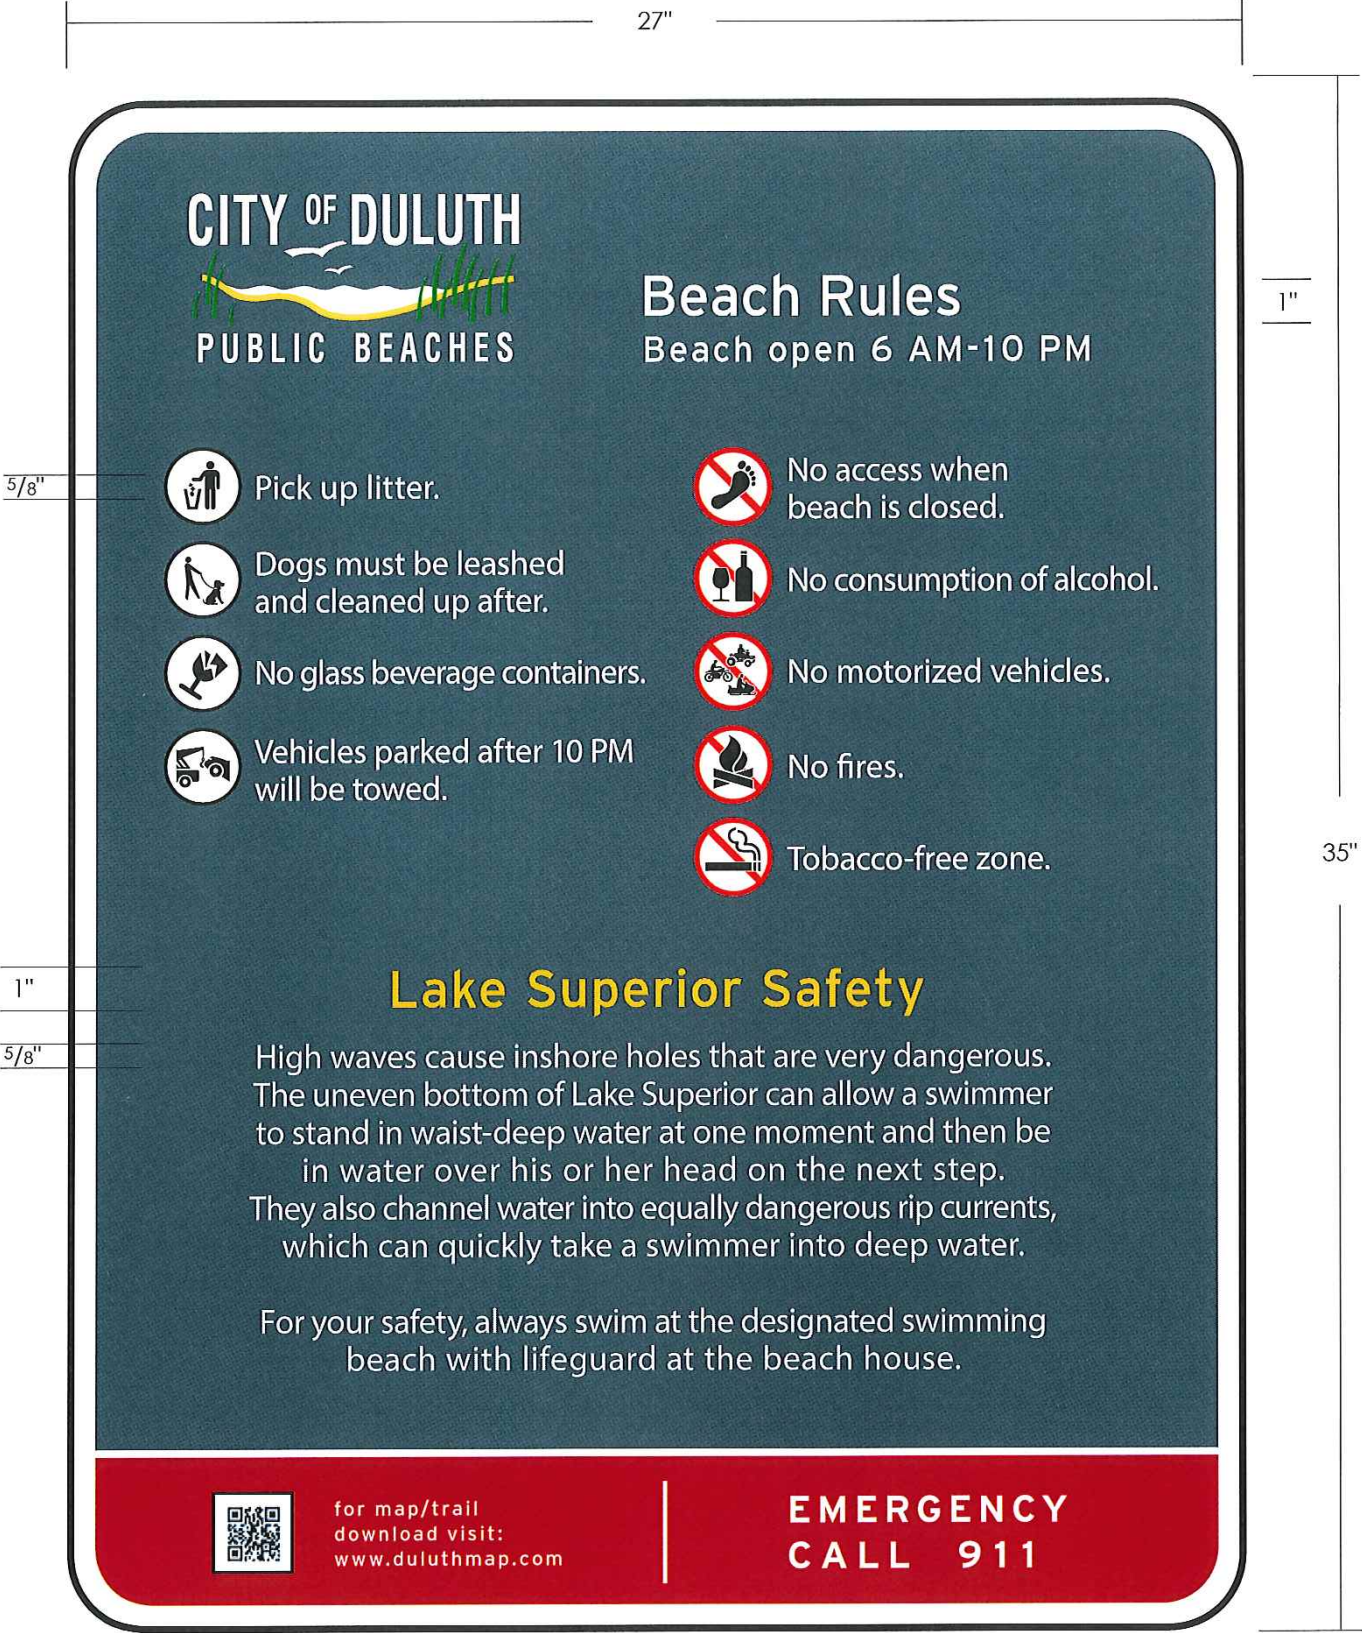 27"
CITY OF DULUTH
PUBLIC BEACHES
Beach Rules
Beach open 6 AM-10 PM
1"
5/8"
Pick up litter.
Dogs must be leashed
and cleaned up after.
No glass beverage containers.
Vehicles parked after 10 PM
will be towed.
No access when
beach is closed.
No consumption of alcohol.
No motorized vehicles.
No fires.
Tobacco-free zone.
35"
1"
Lake Superior Safety
5/8"
High waves cause inshore holes that are very dangerous.
The uneven bottom of Lake Superior can allow a swimmer
to stand in waist-deep water at one moment and then be
in water over his or her head on the next step.
They also channel water into equally dangerous rip currents,
which can quickly take a swimmer into deep water.
For your safety, always swim at the designated swimming
beach with lifeguard at the beach house.
for map/trail
download visit:
www.duluthmap.com
EMERGENCY
CALL 911